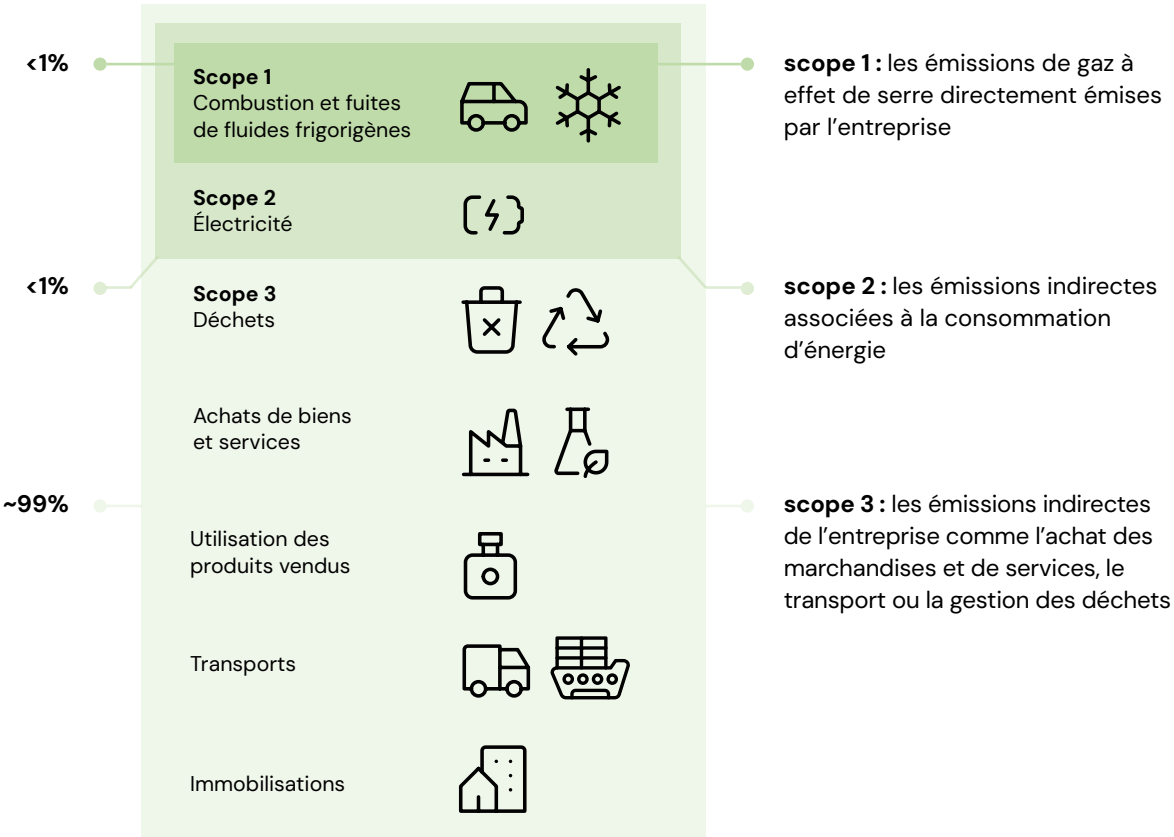 <1%
Scope 1
Combustion et fuites
de fluides frigorigènes
scope 1 : les émissions de gaz à
effet de serre directement émises
par l’entreprise
Scope 2
Électricité
<1%
scope 2 : les émissions indirectes
associées à la consommation
d’énergie
Scope 3
Déchets
Achats de biens
et services
~99%
Utilisation des
produits vendus
Transports
Immobilisations
scope 3 : les émissions indirectes
de l’entreprise comme l’achat des
marchandises et de services, le
transport ou la gestion des déchets